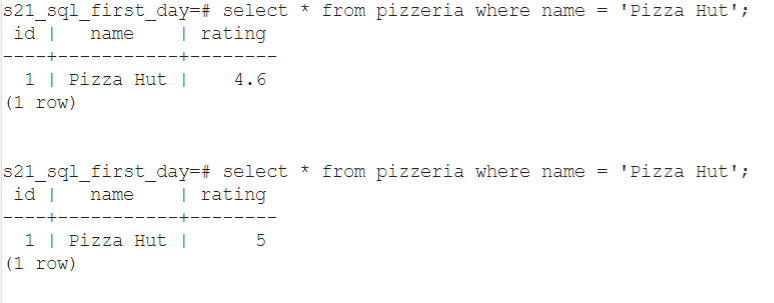 s21_sql_first_day=# select * from pizzeria where name = 'Pizza Hut';
 id |   name    | rating
----+-----------+--------
  1 | Pizza Hut |    4.6
(1 row)
s21_sql_first_day=# select * from pizzeria where name = 'Pizza Hut';
 id |   name    | rating
----+-----------+--------
  1 | Pizza Hut |      5
(1 row)